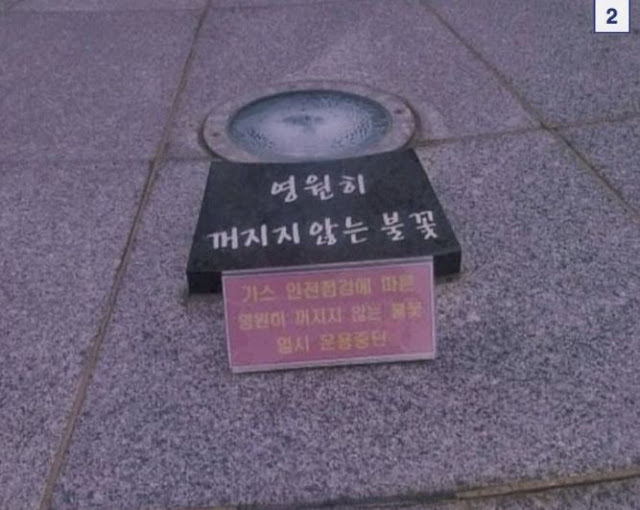 2
영원히
꺼지지 않는 불꽃
가스 안전점검에 따른
영원히 꺼지지 않는 불꽃
일시 운용중단